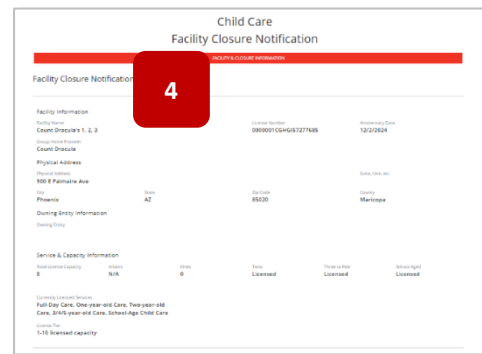 Child Care
Facility Closure Notification
FACILITY & CLOSURE INFORMATION
Facility Closure Notification
4
Facility Information
Facility Name License Number Anniversary Date
Count Dracula's 1, 2, 3 0000001CGHGIS7277685 12/2/2024
Group Home Provider
Count Dracula
Physical Address
Physical Address Suite, Unit, etc.
900 E Palmaire Ave
City State Zip Code County
Phoenix AZ 85020 Maricopa
Owning Entity Information
Owning Entity
Service & Capacity Information
Total License Capacity Infants Ones Twos Three to Five School Aged
8 N/A 0 Licensed Licensed Licensed
Currently Licensed Services
Full-Day Care, One-year-old Care, Two-year-old
Care, 3/4/5-year-old Care, School-Age Child Care
License Tier
1-10 licensed capacity